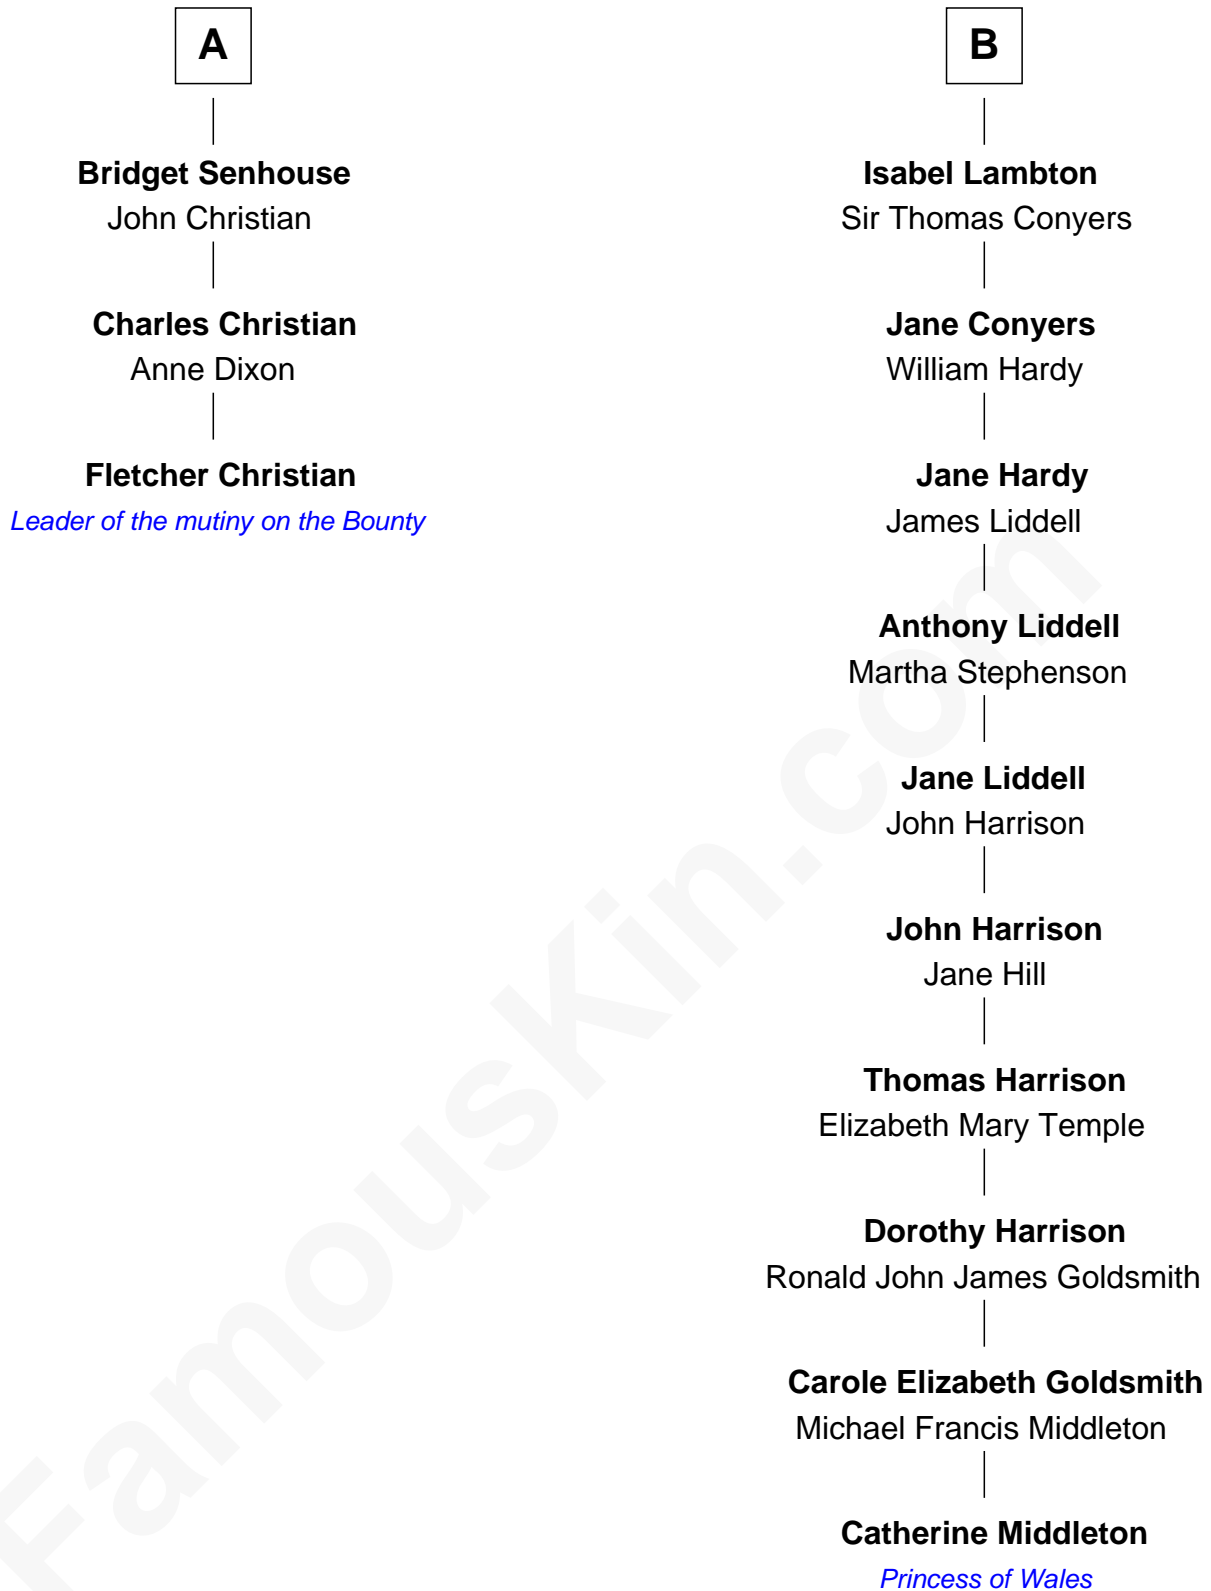 A
Bridget Senhouse
John Christian
Charles Christian
Anne Dixon
Fletcher Christian
Leader of the mutiny on the Bounty
B
Isabel Lambton
Sir Thomas Conyers
Jane Conyers
William Hardy
Jane Hardy
James Liddell
Anthony Liddell
Martha Stephenson
Jane Liddell
John Harrison
John Harrison
Jane Hill
Thomas Harrison
Elizabeth Mary Temple
Dorothy Harrison
Ronald John James Goldsmith
Carole Elizabeth Goldsmith
Michael Francis Middleton
Catherine Middleton
Princess of Wales
FamousKin.com